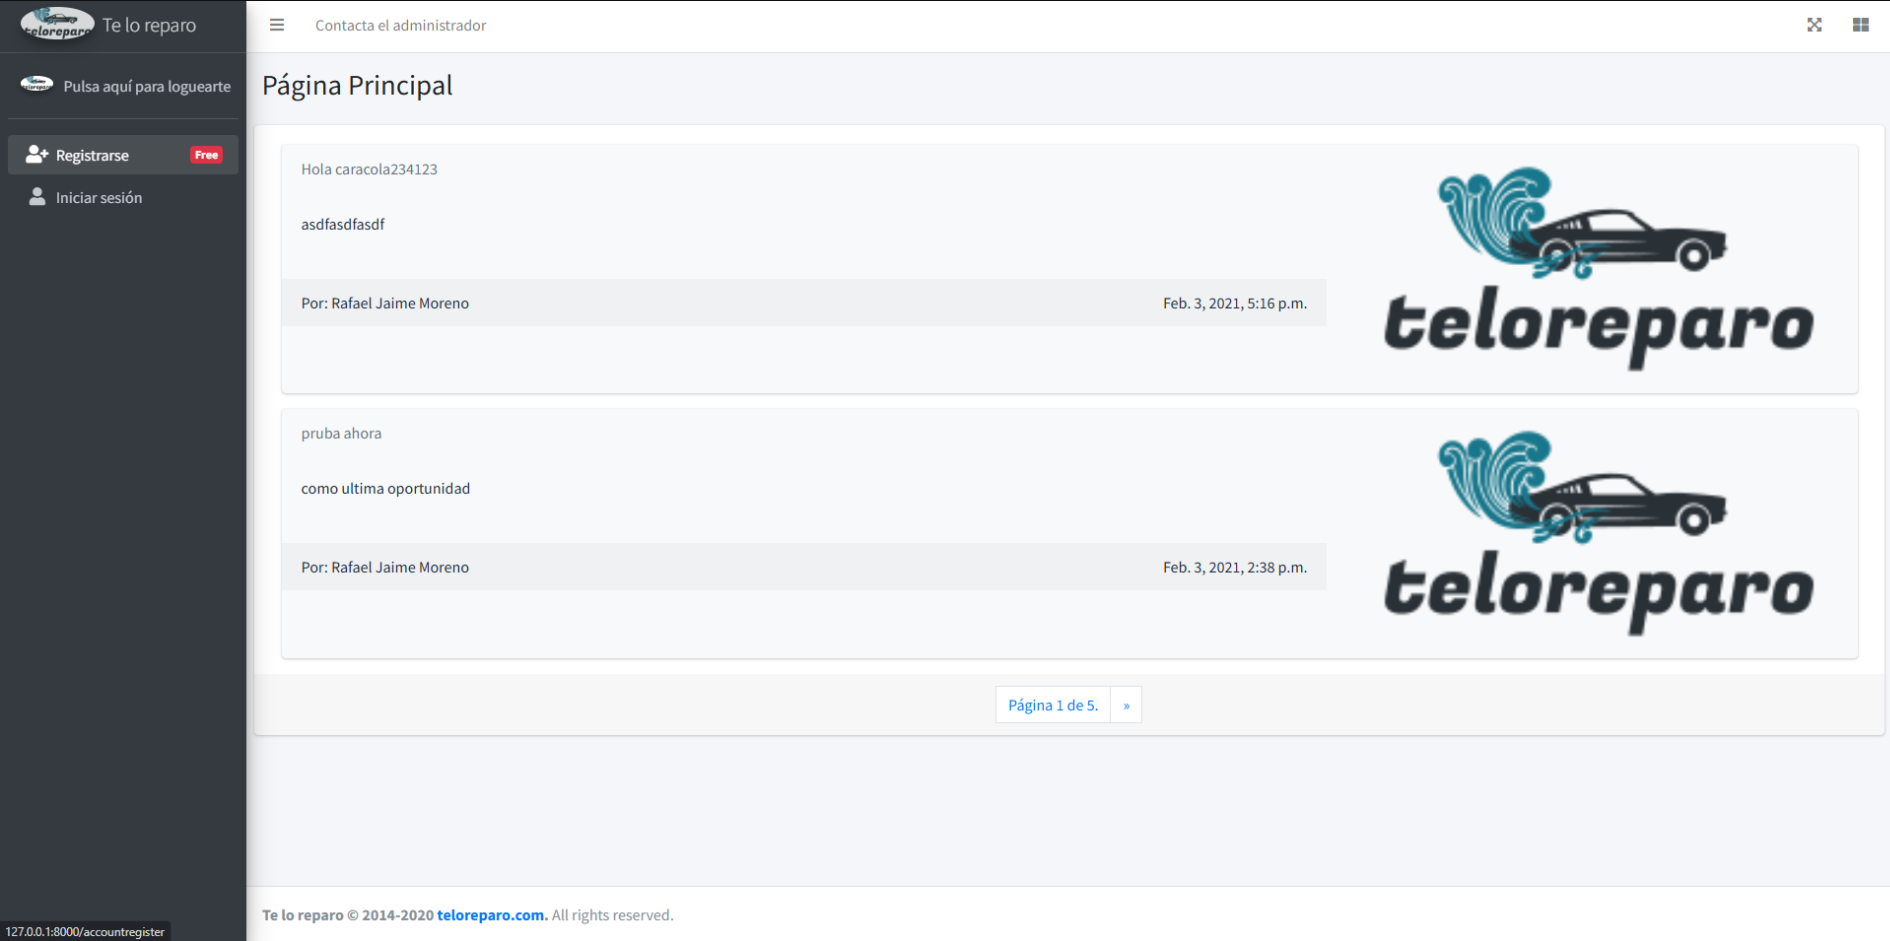 teloreparo Te lo reparo
Contacta el administrador
Pulsa aquí para loguearte
Página Principal
Registrarse Free
Iniciar sesión
Hola caracola234123
asdfasdfasdf
Por: Rafael Jaime Moreno Feb. 3, 2021, 5:16 p.m.
teloreparo
pruba ahora
como ultima oportunidad
Por: Rafael Jaime Moreno Feb. 3, 2021, 2:38 p.m.
teloreparo
Página 1 de 5. »
Te lo reparo © 2014-2020 teloreparo.com. All rights reserved.
127.0.0.1:8000/accountregister